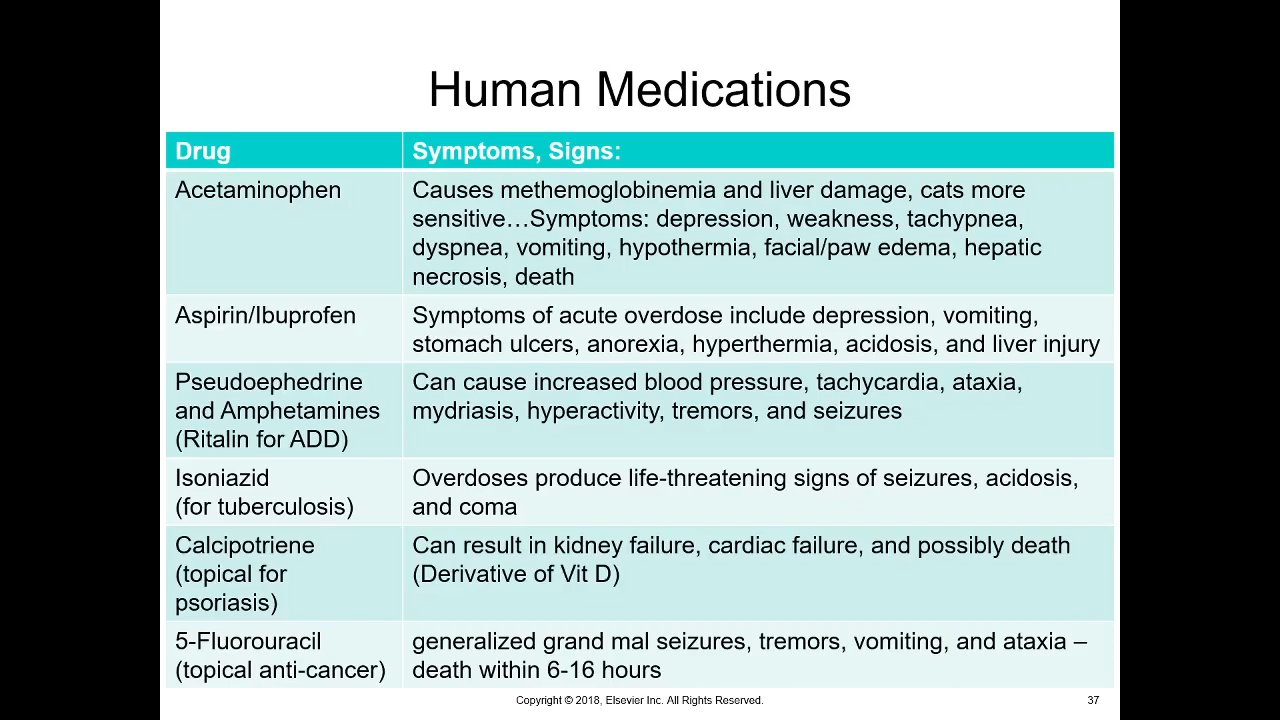 Human Medications
Drug
Symptoms, Signs:
Acetaminophen
Causes methemoglobinemia and liver damage, cats more
sensitive…Symptoms: depression, weakness, tachypnea,
dyspnea, vomiting, hypothermia, facial/paw edema, hepatic
necrosis, death
Aspirin/Ibuprofen
Symptoms of acute overdose include depression, vomiting,
stomach ulcers, anorexia, hyperthermia, acidosis, and liver injury
Pseudoephedrine
and Amphetamines
(Ritalin for ADD)
Can cause increased blood pressure, tachycardia, ataxia,
mydriasis, hyperactivity, tremors, and seizures
Isoniazid
(for tuberculosis)
Overdoses produce life-threatening signs of seizures, acidosis,
and coma
Calcipotriene
(topical for
psoriasis)
Can result in kidney failure, cardiac failure, and possibly death
(Derivative of Vit D)
5-Fluorouracil
(topical anti-cancer)
generalized grand mal seizures, tremors, vomiting, and ataxia –
death within 6-16 hours
Copyright © 2018, Elsevier Inc. All Rights Reserved.
37